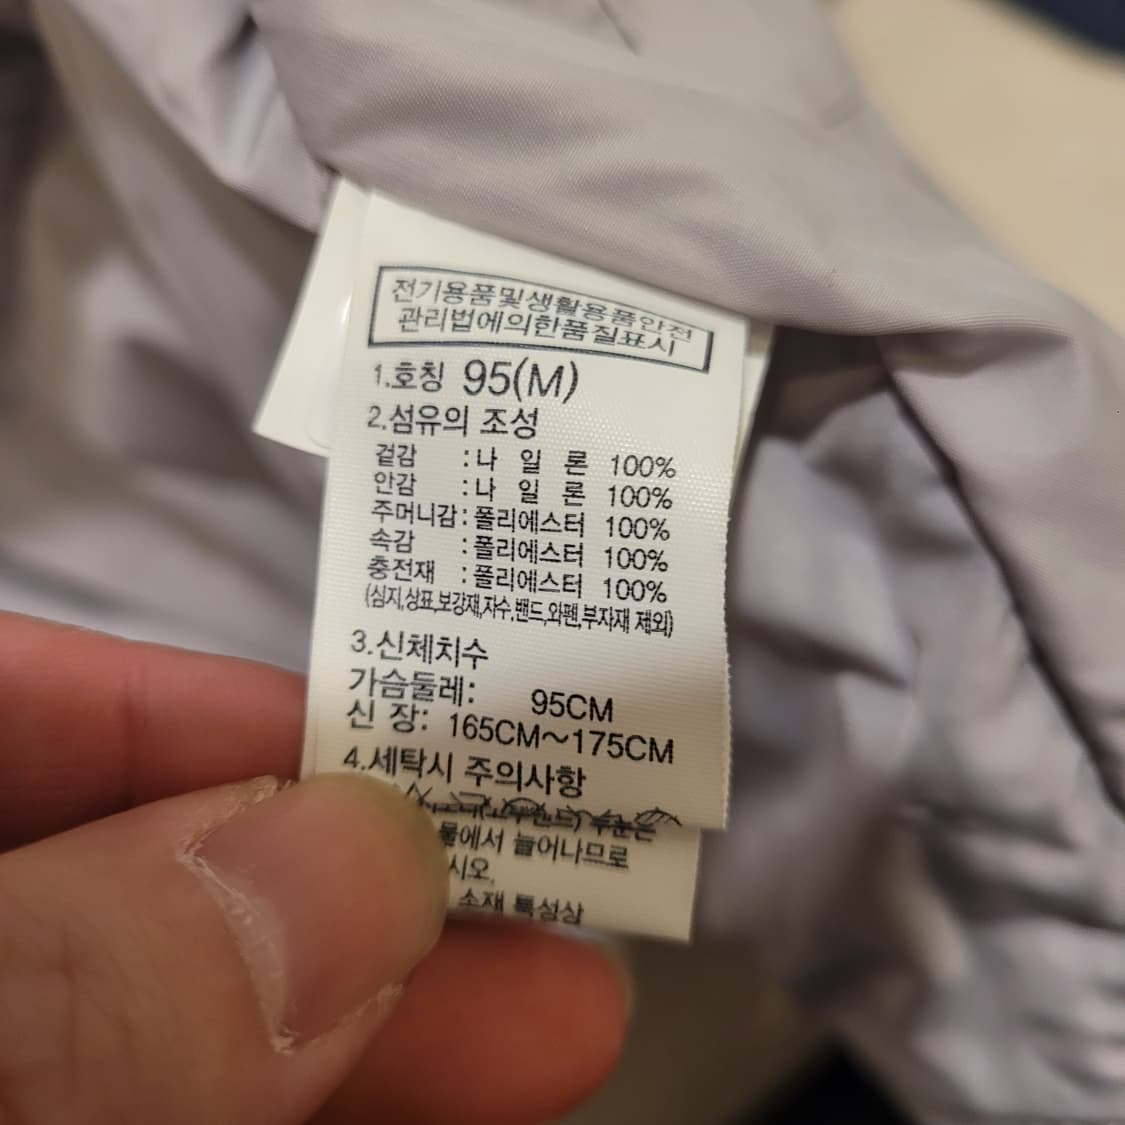 전기용품및생활용품안전
관리법에의한품질표시
1.호칭 95(M)
2.섬유의 조성
겉감 : 나 일 론 100%
안감 : 나 일 론 100%
주머니감 : 폴리에스터 100%
속감 : 폴리에스터 100%
충전재 : 폴리에스터 100%
(심지,상표,보강재,자수,밴드,와펜,부자재 제외)
3.신체치수
가슴둘레: 95CM
신 장: 165CM~175CM
4.세탁시 주의사항
부분은
물에서 늘어나므로
시오.
소재 특성상